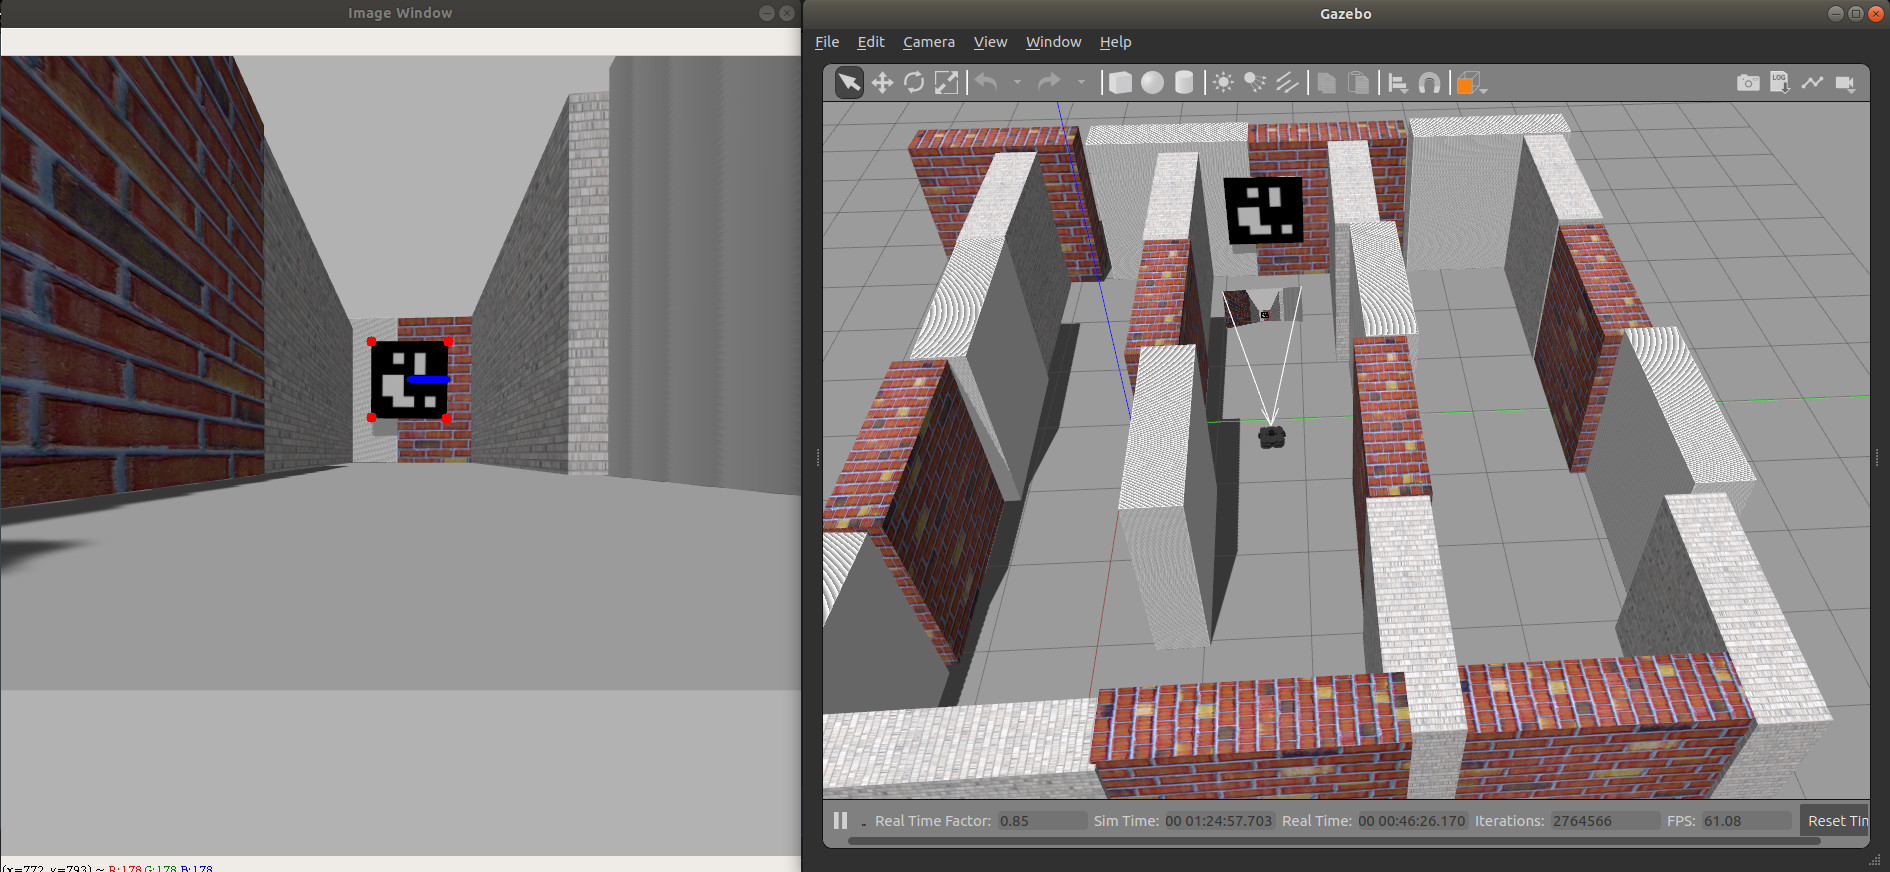 Image Window
(x=772, y=793) ~ R:178 G:178 B:178
Gazebo
File Edit Camera View Window Help
LOG
Real Time Factor: 0.85 Sim Time: 00 01:24:57.703 Real Time: 00 00:46:26.170 Iterations: 2764566 FPS: 61.08 Reset Tin